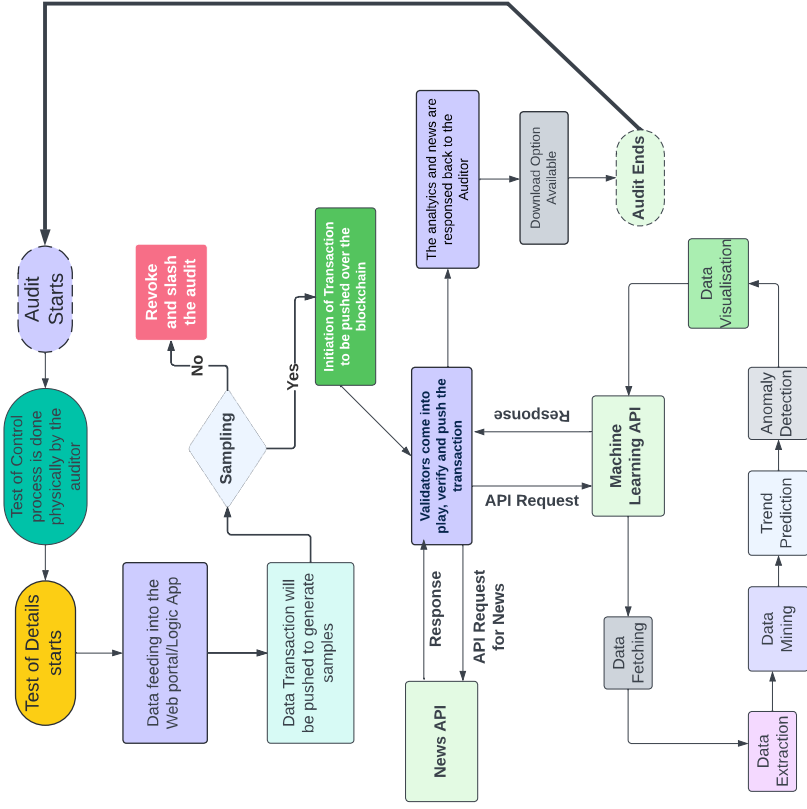 Audit
Starts
Test of Control
process is done
physically by the
auditor
Test of Details
starts
Data feeding into the
Web portal/Logic App
Data Transaction will
be pushed to generate
samples
Sampling
No
Revoke
and slash
the audit
Yes
Initiation of Transaction
to be pushed over the
blockchain
Validators come into
play, verify and push the
transaction
Response
API Request
for News
News API
API Request
Response
Machine
Learning API
Data
Fetching
Data
Extraction
Data
Mining
Trend
Prediction
Anomaly
Detection
Data
Visualisation
The analtyics and news are
responsed back to the
Auditor
Download Option
Available
Audit Ends